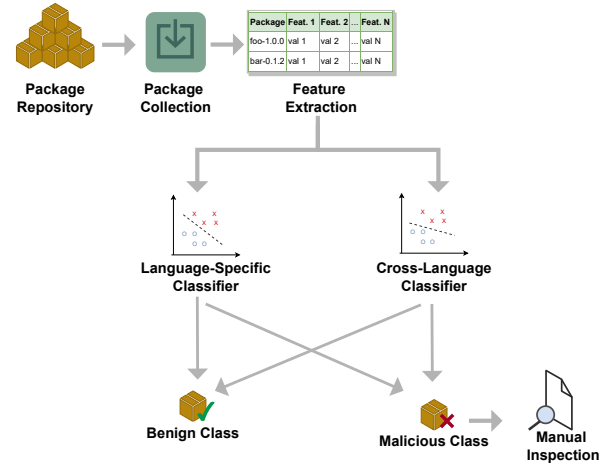 Package Feat. 1 Feat. 2 ... Feat. N
foo-1.0.0 val 1 val 2 ... val N
bar-0.1.2 val 1 val 2 ... val N
Package
Repository
Package
Collection
Feature
Extraction
x x
x x
x x
x x
Language-Specific
Classifier
Cross-Language
Classifier
Benign Class
Malicious Class
Manual
Inspection